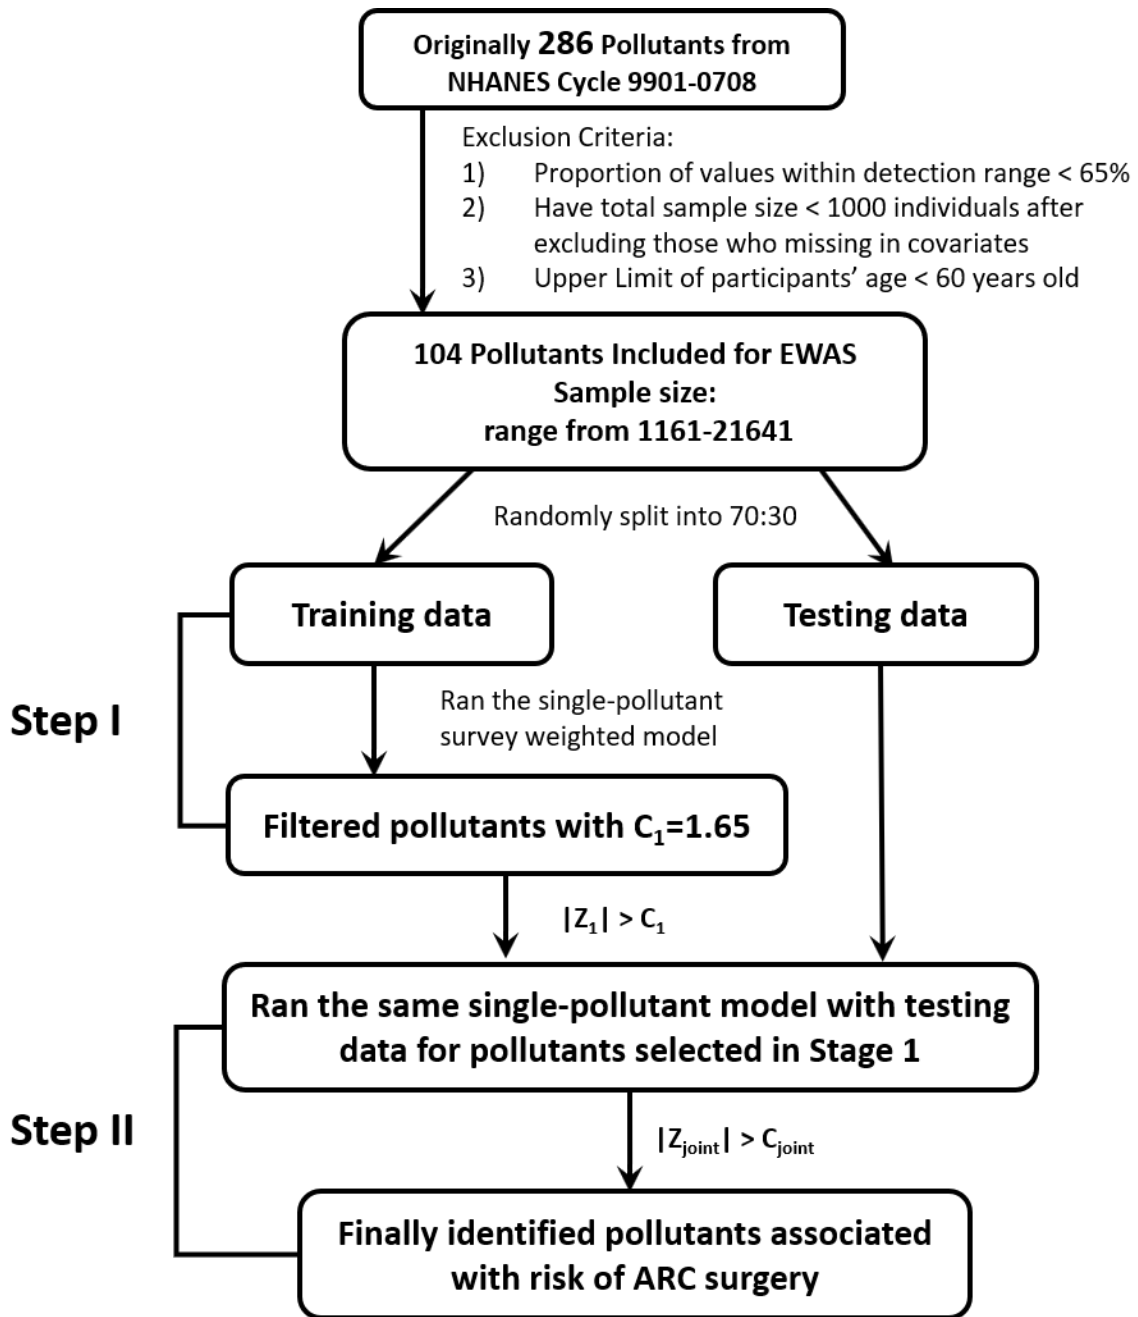 Originally 286 Pollutants from
NHANES Cycle 9901-0708
Exclusion Criteria:
1) Proportion of values within detection range < 65%
2) Have total sample size < 1000 individuals after
excluding those who missing in covariates
3) Upper Limit of participants’ age < 60 years old
104 Pollutants Included for EWAS
Sample size:
range from 1161-21641
Randomly split into 70:30
Training data
Testing data
Step I
Ran the single-pollutant
survey weighted model
Filtered pollutants with C₁=1.65
|Z₁| > C₁
Ran the same single-pollutant model with testing
data for pollutants selected in Stage 1
Step II
|Zjoint| > Cjoint
Finally identified pollutants associated
with risk of ARC surgery